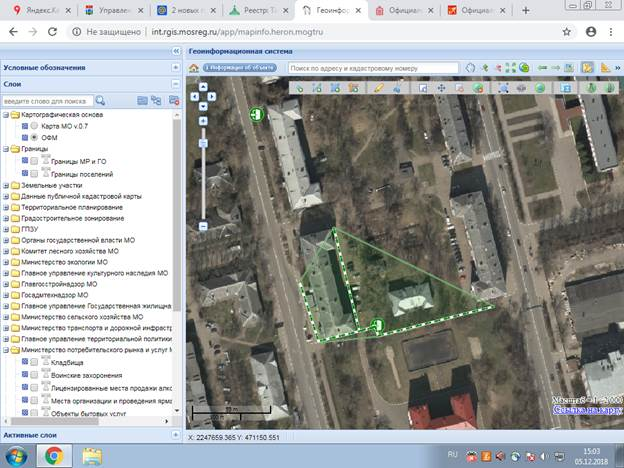 Яндекс.Ка
Управлен
2 новых п
Реестр: Та
Геоинфор
Официал
Официал
Не защищено | int.rgis.mosreg.ru/app/mapinfo.heron.mogtru
Условные обозначения
Слои
введите слово для поиска
Картографическая основа
Карта МО v.0.7
ОФМ
Границы
Границы МР и ГО
Границы поселений
Земельные участки
Данные публичной кадастровой карты
Территориальное планирование
Градостроительное зонирование
ГПЗУ
Органы государственной власти МО
Комитет лесного хозяйства МО
Министерство экологии МО
Главное управление культурного наследия МО
Главгосстройнадзор МО
Госадмтехнадзор МО
Главное управление Государственная жилищна
Министерство сельского хозяйства МО
Министерство транспорта и дорожной инфраст
Главное управление территориальной политики
Министерство потребительского рынка и услуг М
Кладбища
Воинские захоронения
Лицензированные места продажи алко
Места организации и проведения ярма
Объекты бытовых услуг
Активные слои
Геоинформационная система
Информация об объекте
Поиск по адресу и кадастровому номеру
Ссылка на карту
X: 2247659.365 Y: 471150.551
RU
15:03
05.12.2018